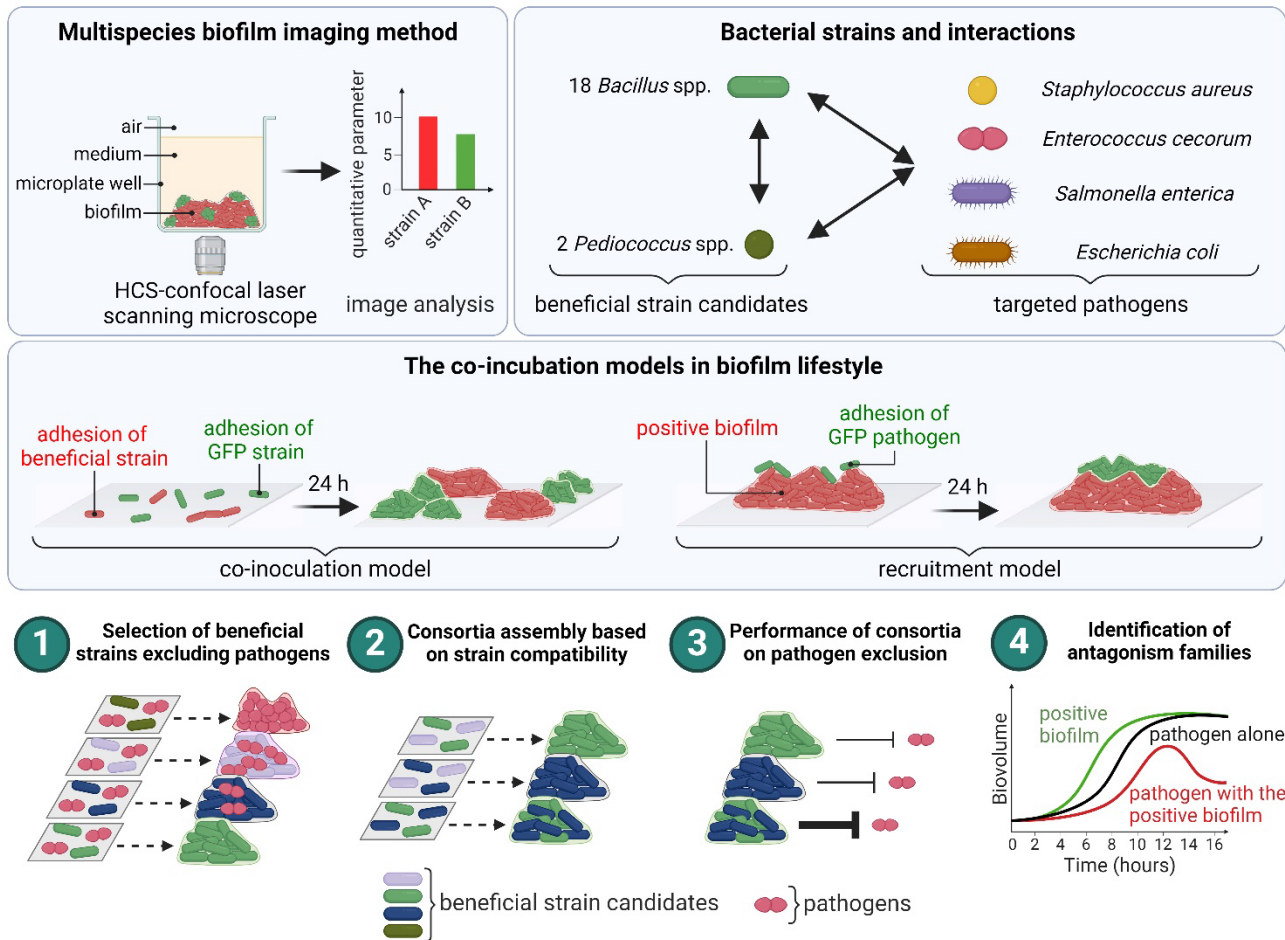 Multispecies biofilm imaging method
air
medium
microplate well
biofilm
HCS-confocal laser
scanning microscope
quantitative parameter
10
5
0
strain A
strain B
image analysis
Bacterial strains and interactions
18 Bacillus spp.
2 Pediococcus spp.
beneficial strain candidates
Staphylococcus aureus
Enterococcus cecorum
Salmonella enterica
Escherichia coli
targeted pathogens
The co-incubation models in biofilm lifestyle
adhesion of
beneficial strain
adhesion of
GFP strain
24 h
co-inoculation model
positive biofilm
adhesion of
GFP pathogen
24 h
recruitment model
1
Selection of beneficial
strains excluding pathogens
2
Consortia assembly based
on strain compatibility
3
Performance of consortia
on pathogen exclusion
4
Identification of
antagonism families
Biovolume
positive
biofilm
pathogen alone
pathogen with the
positive biofilm
0 2 4 6 8 10 12 14 16
Time (hours)
beneficial strain candidates
pathogens